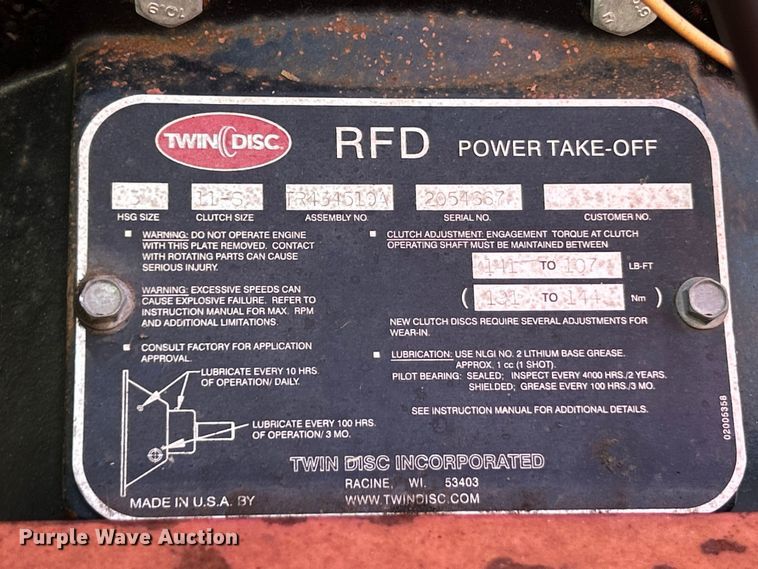 10.9
TWIN DISC
RFD POWER TAKE-OFF
3 11-S 2054367
HSG SIZE CLUTCH SIZE ASSEMBLY NO. SERIAL NO. CUSTOMER NO.
WARNING: DO NOT OPERATE ENGINE
WITH THIS PLATE REMOVED. CONTACT
WITH ROTATING PARTS CAN CAUSE
SERIOUS INJURY.
WARNING: EXCESSIVE SPEEDS CAN
CAUSE EXPLOSIVE FAILURE. REFER TO
INSTRUCTION MANUAL FOR MAX. RPM
AND ADDITIONAL LIMITATIONS.
CONSULT FACTORY FOR APPLICATION
APPROVAL.
LUBRICATE EVERY 10 HRS.
OF OPERATION/ DAILY.
LUBRICATE EVERY 100 HRS.
OF OPERATION/ 3 MO.
CLUTCH ADJUSTMENT: ENGAGEMENT TORQUE AT CLUTCH
OPERATING SHAFT MUST BE MAINTAINED BETWEEN
TO 107 LB-FT
( TO 144 Nm )
NEW CLUTCH DISCS REQUIRE SEVERAL ADJUSTMENTS FOR
WEAR-IN.
LUBRICATION: USE NLGI NO. 2 LITHIUM BASE GREASE.
APPROX. 1 cc (1 SHOT).
PILOT BEARING: SEALED; INSPECT EVERY 4000 HRS./2 YEARS.
SHIELDED; GREASE EVERY 100 HRS./3 MO.
SEE INSTRUCTION MANUAL FOR ADDITIONAL DETAILS.
02005358
TWIN DISC INCORPORATED
RACINE, WI. 53403
MADE IN U.S.A. BY WWW.TWINDISC.COM
Purple Wave Auction